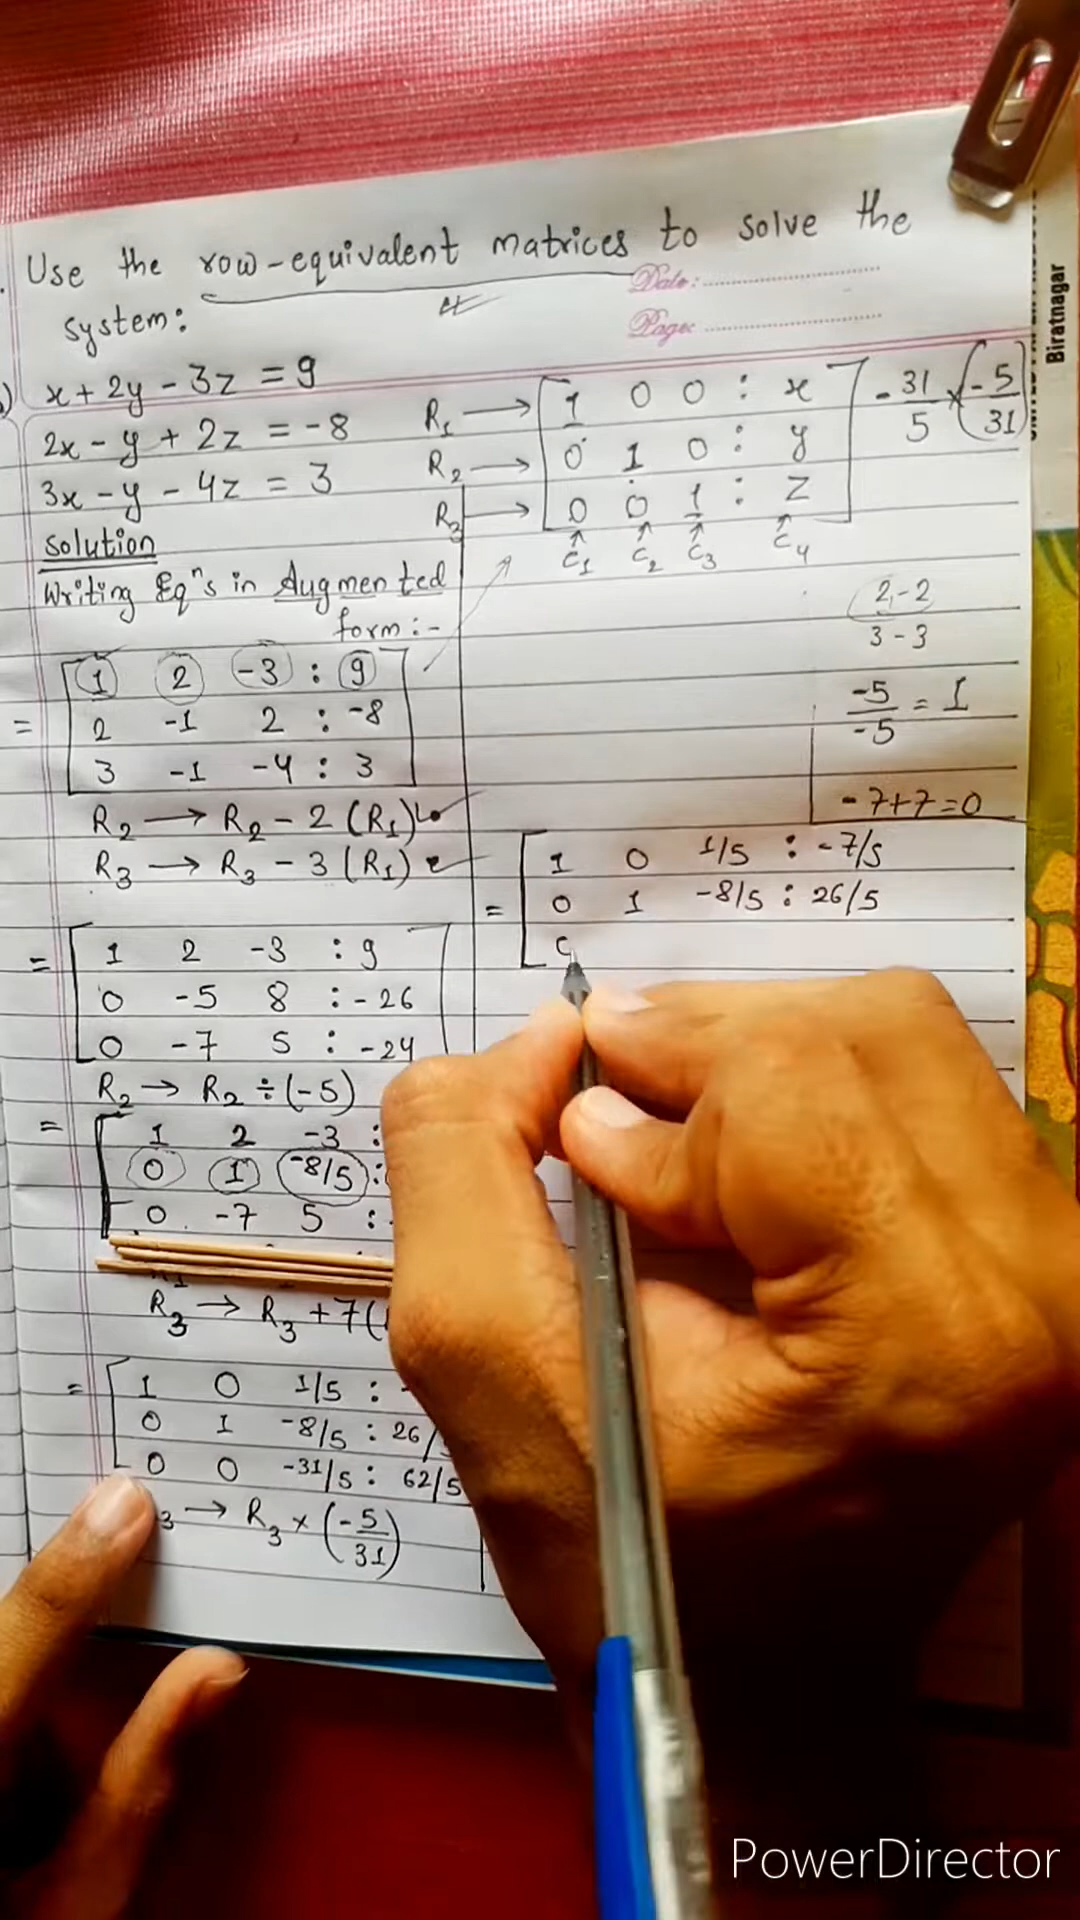 Use the row-equivalent matrices to solve the
system:
Date:
Page:
x + 2y - 3z = 9
2x - y + 2z = -8
3x - y - 4z = 3
R₁ → 1 0 0 : x
R₂ → 0 1 0 : y
R₃ → 0 0 1 : z
C₁ C₂ C₃ C₄
-31/5 × (-5/31)
Solution
Writing Eqⁿs in Augmented
form :-
1 2 -3 : 9
= 2 -1 2 : -8
3 -1 -4 : 3
R₂ → R₂ - 2 (R₁)
R₃ → R₃ - 3 (R₁)
= 1 2 -3 : 9
0 -5 8 : -26
0 -7 5 : -24
R₂ → R₂ ÷ (-5)
= 1 2 -3 :
0 1 -8/5 :
0 -7 5 :
R₃ → R₃ + 7(
= 1 0 1/5 :
0 1 -8/5 : 26/
0 0 -31/5 : 62/5
3 → R₃ × (-5/31)
2-2
3-3
-5/-5 = 1
-7+7=0
1 0 1/5 : -7/5
= 0 1 -8/5 : 26/5
Biratnagar
PowerDirector